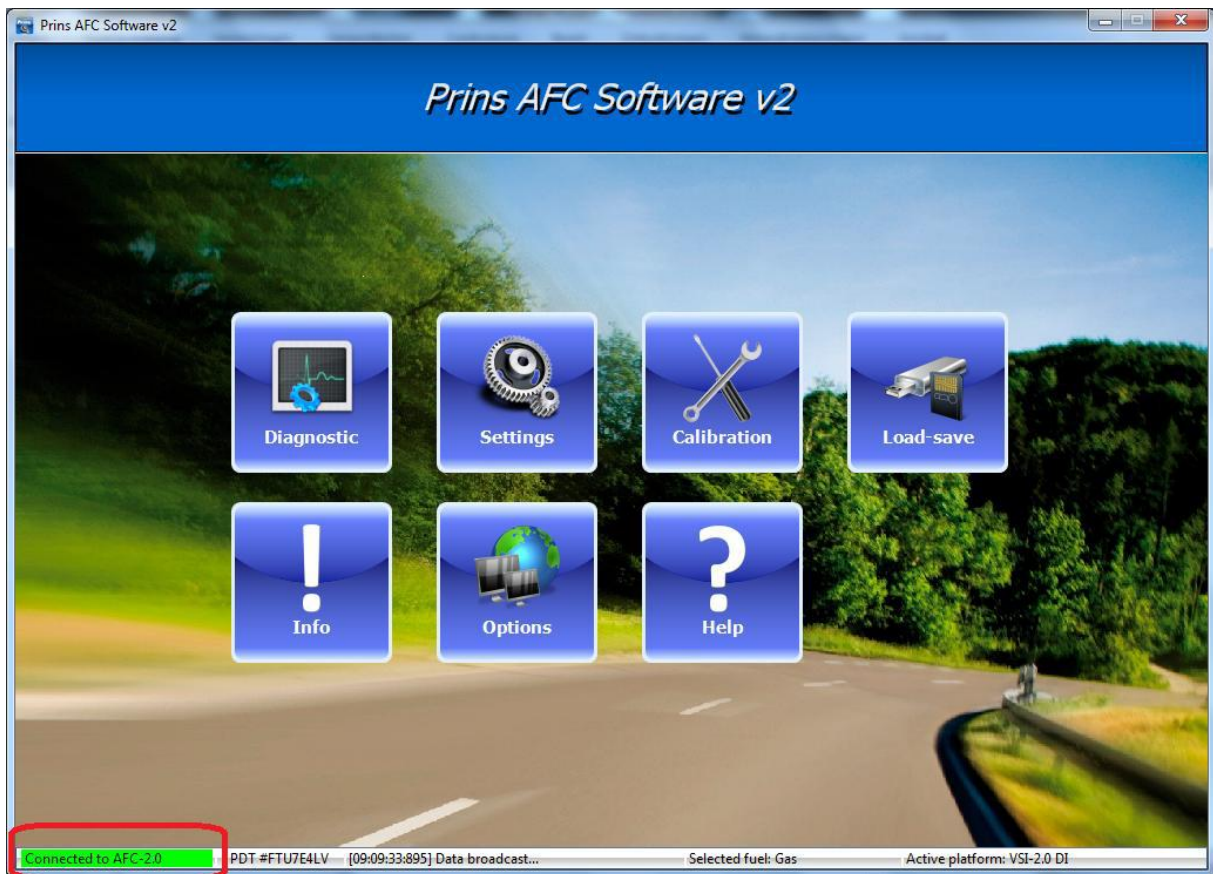 Prins AFC Software v2
Prins AFC Software v2
Diagnostic Settings Calibration Load-save
Info Options Help
Connected to AFC-2.0 PDT #FTU7E4LV [09:09:33:895] Data broadcast... Selected fuel: Gas Active platform: VSI-2.0 DI